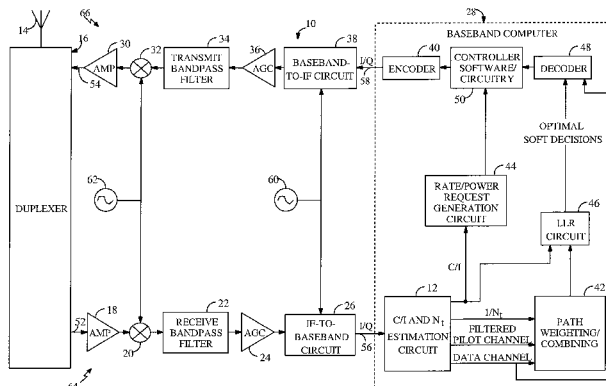 28
BASEBAND COMPUTER
14
66
10
16
30
32
34
36
38
40
48
AMP
TRANSMIT
BANDPASS
FILTER
AGC
BASEBAND-
TO-IF CIRCUIT
I/Q
58
ENCODER
CONTROLLER
SOFTWARE/
CIRCUITRY
50
DECODER
54
OPTIMAL
SOFT DECISIONS
62
60
44
DUPLEXER
RATE/POWER
REQUEST
GENERATION
CIRCUIT
46
LLR
CIRCUIT
C/I
52
18
22
26
12
42
AMP
20
RECEIVE
BANDPASS
FILTER
AGC
24
IF-TO-
BASEBAND
CIRCUIT
I/Q
56
C/I AND Nt
ESTIMATION
CIRCUIT
1/Nt
FILTERED
PILOT CHANNEL
DATA CHANNEL
PATH
WEIGHTING/
COMBINING
64